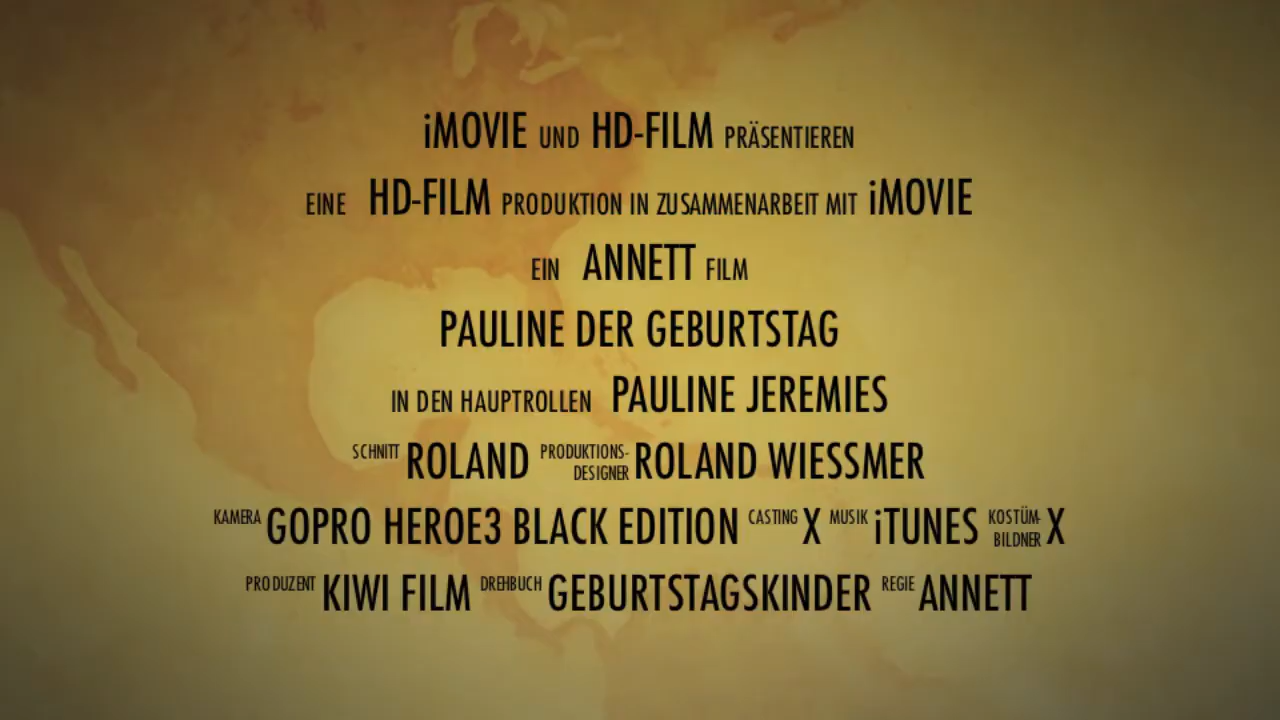 iMOVIE UND HD-FILM PRÄSENTIEREN
EINE HD-FILM PRODUKTION IN ZUSAMMENARBEIT MIT iMOVIE
EIN ANNETT FILM
PAULINE DER GEBURTSTAG
IN DEN HAUPTROLLEN PAULINE JEREMIES
SCHNITT ROLAND PRODUKTIONS-DESIGNER ROLAND WIESSMER
KAMERA GOPRO HEROE3 BLACK EDITION CASTING X MUSIK iTUNES KOSTÜM-BILDNER X
PRODUZENT KIWI FILM DREHBUCH GEBURTSTAGSKINDER REGIE ANNETT